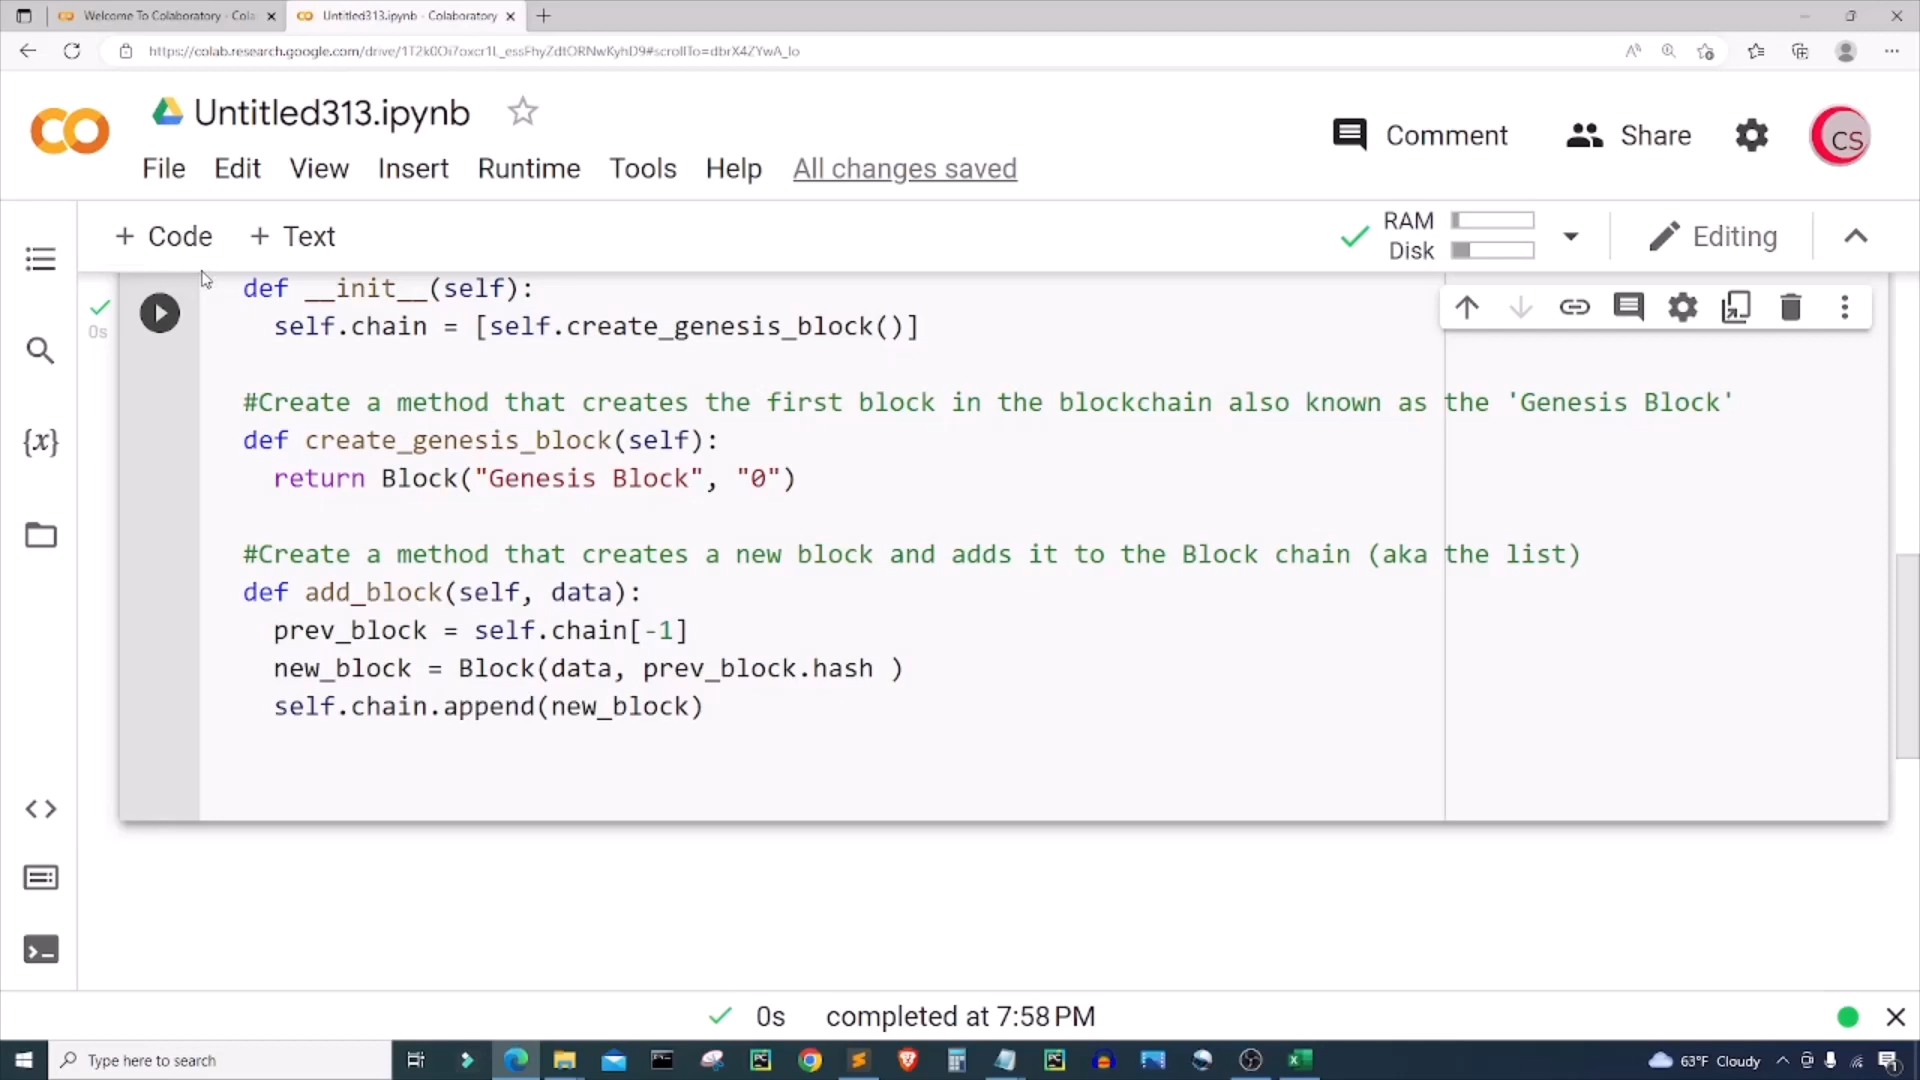 Welcome To Colaboratory - Cola
Untitled313.ipynb - Colaboratory
https://colab.research.google.com/drive/1T2k0Oi7oxcr1L_essFhyZdtORNwKyhD9#scrollTo=dbrX4ZYwA_lo
Untitled313.ipynb
Comment
Share
CS
File Edit View Insert Runtime Tools Help All changes saved
+ Code + Text
RAM
Disk
Editing
def __init__(self):
0s
self.chain = [self.create_genesis_block()]
#Create a method that creates the first block in the blockchain also known as the 'Genesis Block'
def create_genesis_block(self):
return Block("Genesis Block", "0")
#Create a method that creates a new block and adds it to the Block chain (aka the list)
def add_block(self, data):
prev_block = self.chain[-1]
new_block = Block(data, prev_block.hash )
self.chain.append(new_block)
0s completed at 7:58 PM
Type here to search
63°F Cloudy